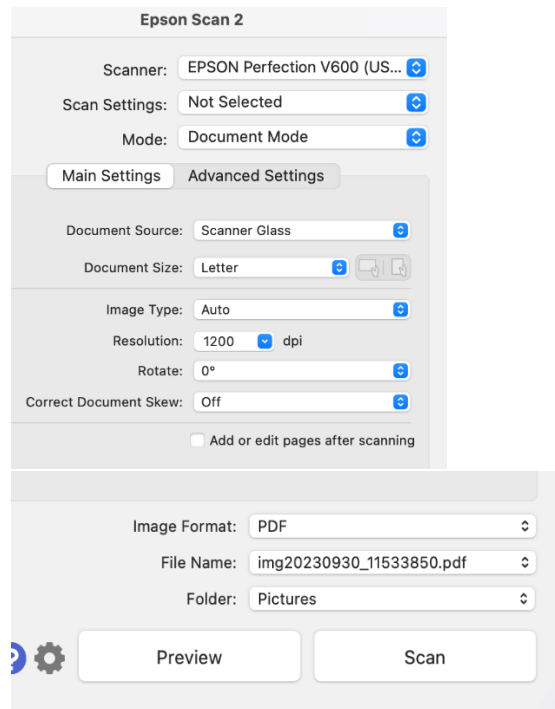 Epson Scan 2
Scanner: EPSON Perfection V600 (US...
Scan Settings: Not Selected
Mode: Document Mode
Main Settings Advanced Settings
Document Source: Scanner Glass
Document Size: Letter
Image Type: Auto
Resolution: 1200 dpi
Rotate: 0°
Correct Document Skew: Off
Add or edit pages after scanning
Image Format: PDF
File Name: img20230930_11533850.pdf
Folder: Pictures
? Preview Scan